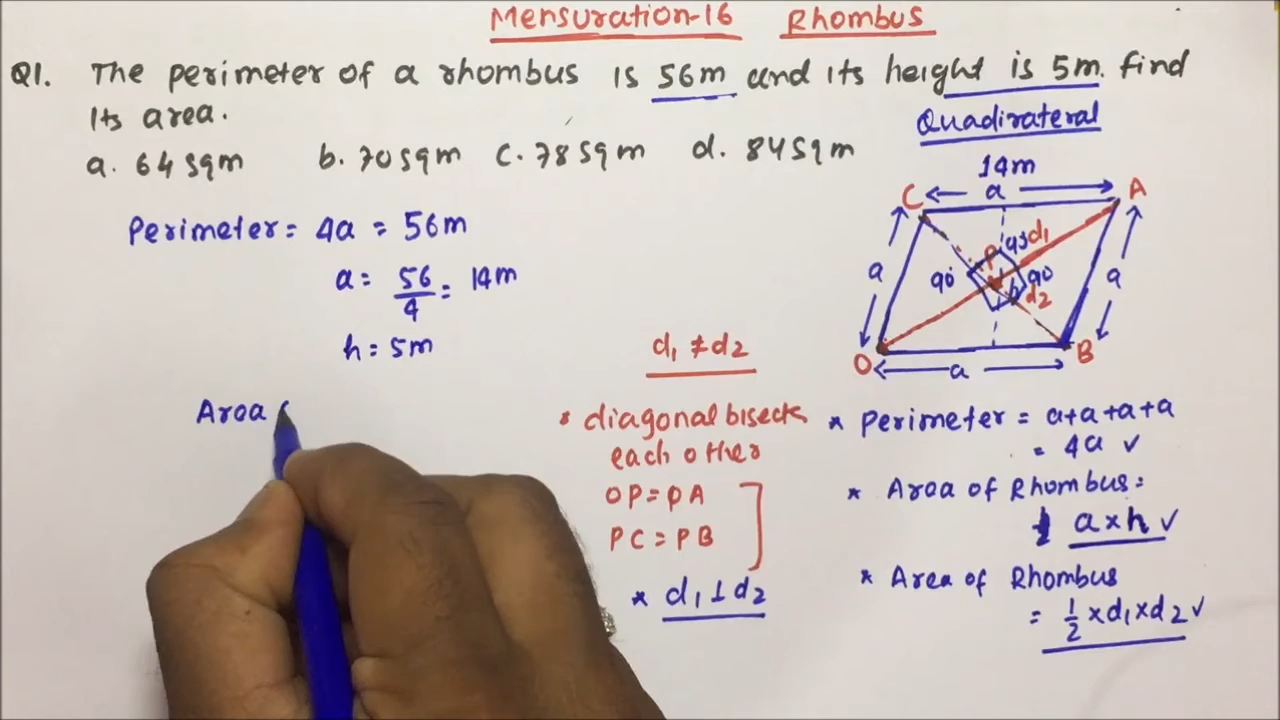 Mensuration-16 Rhombus
Q1. The perimeter of a rhombus is 56m and its height is 5m. find
its area.
a. 64 sqm b. 70 sqm c. 78 sqm d. 84 sqm
Quadirateral
14m
C a A
Perimeter = 4a = 56m
a = 56/4 = 14m
h = 5m
Area
a 90° P 90 d1 a
90
h d2
O a B
d1 ≠ d2
* diagonal bisects
each other
OP = PA
PC = PB
* d1 ⊥ d2
* Perimeter = a+a+a+a
= 4a ✓
* Area of Rhombus =
a×h ✓
* Area of Rhombus
= 1/2 × d1 × d2 ✓